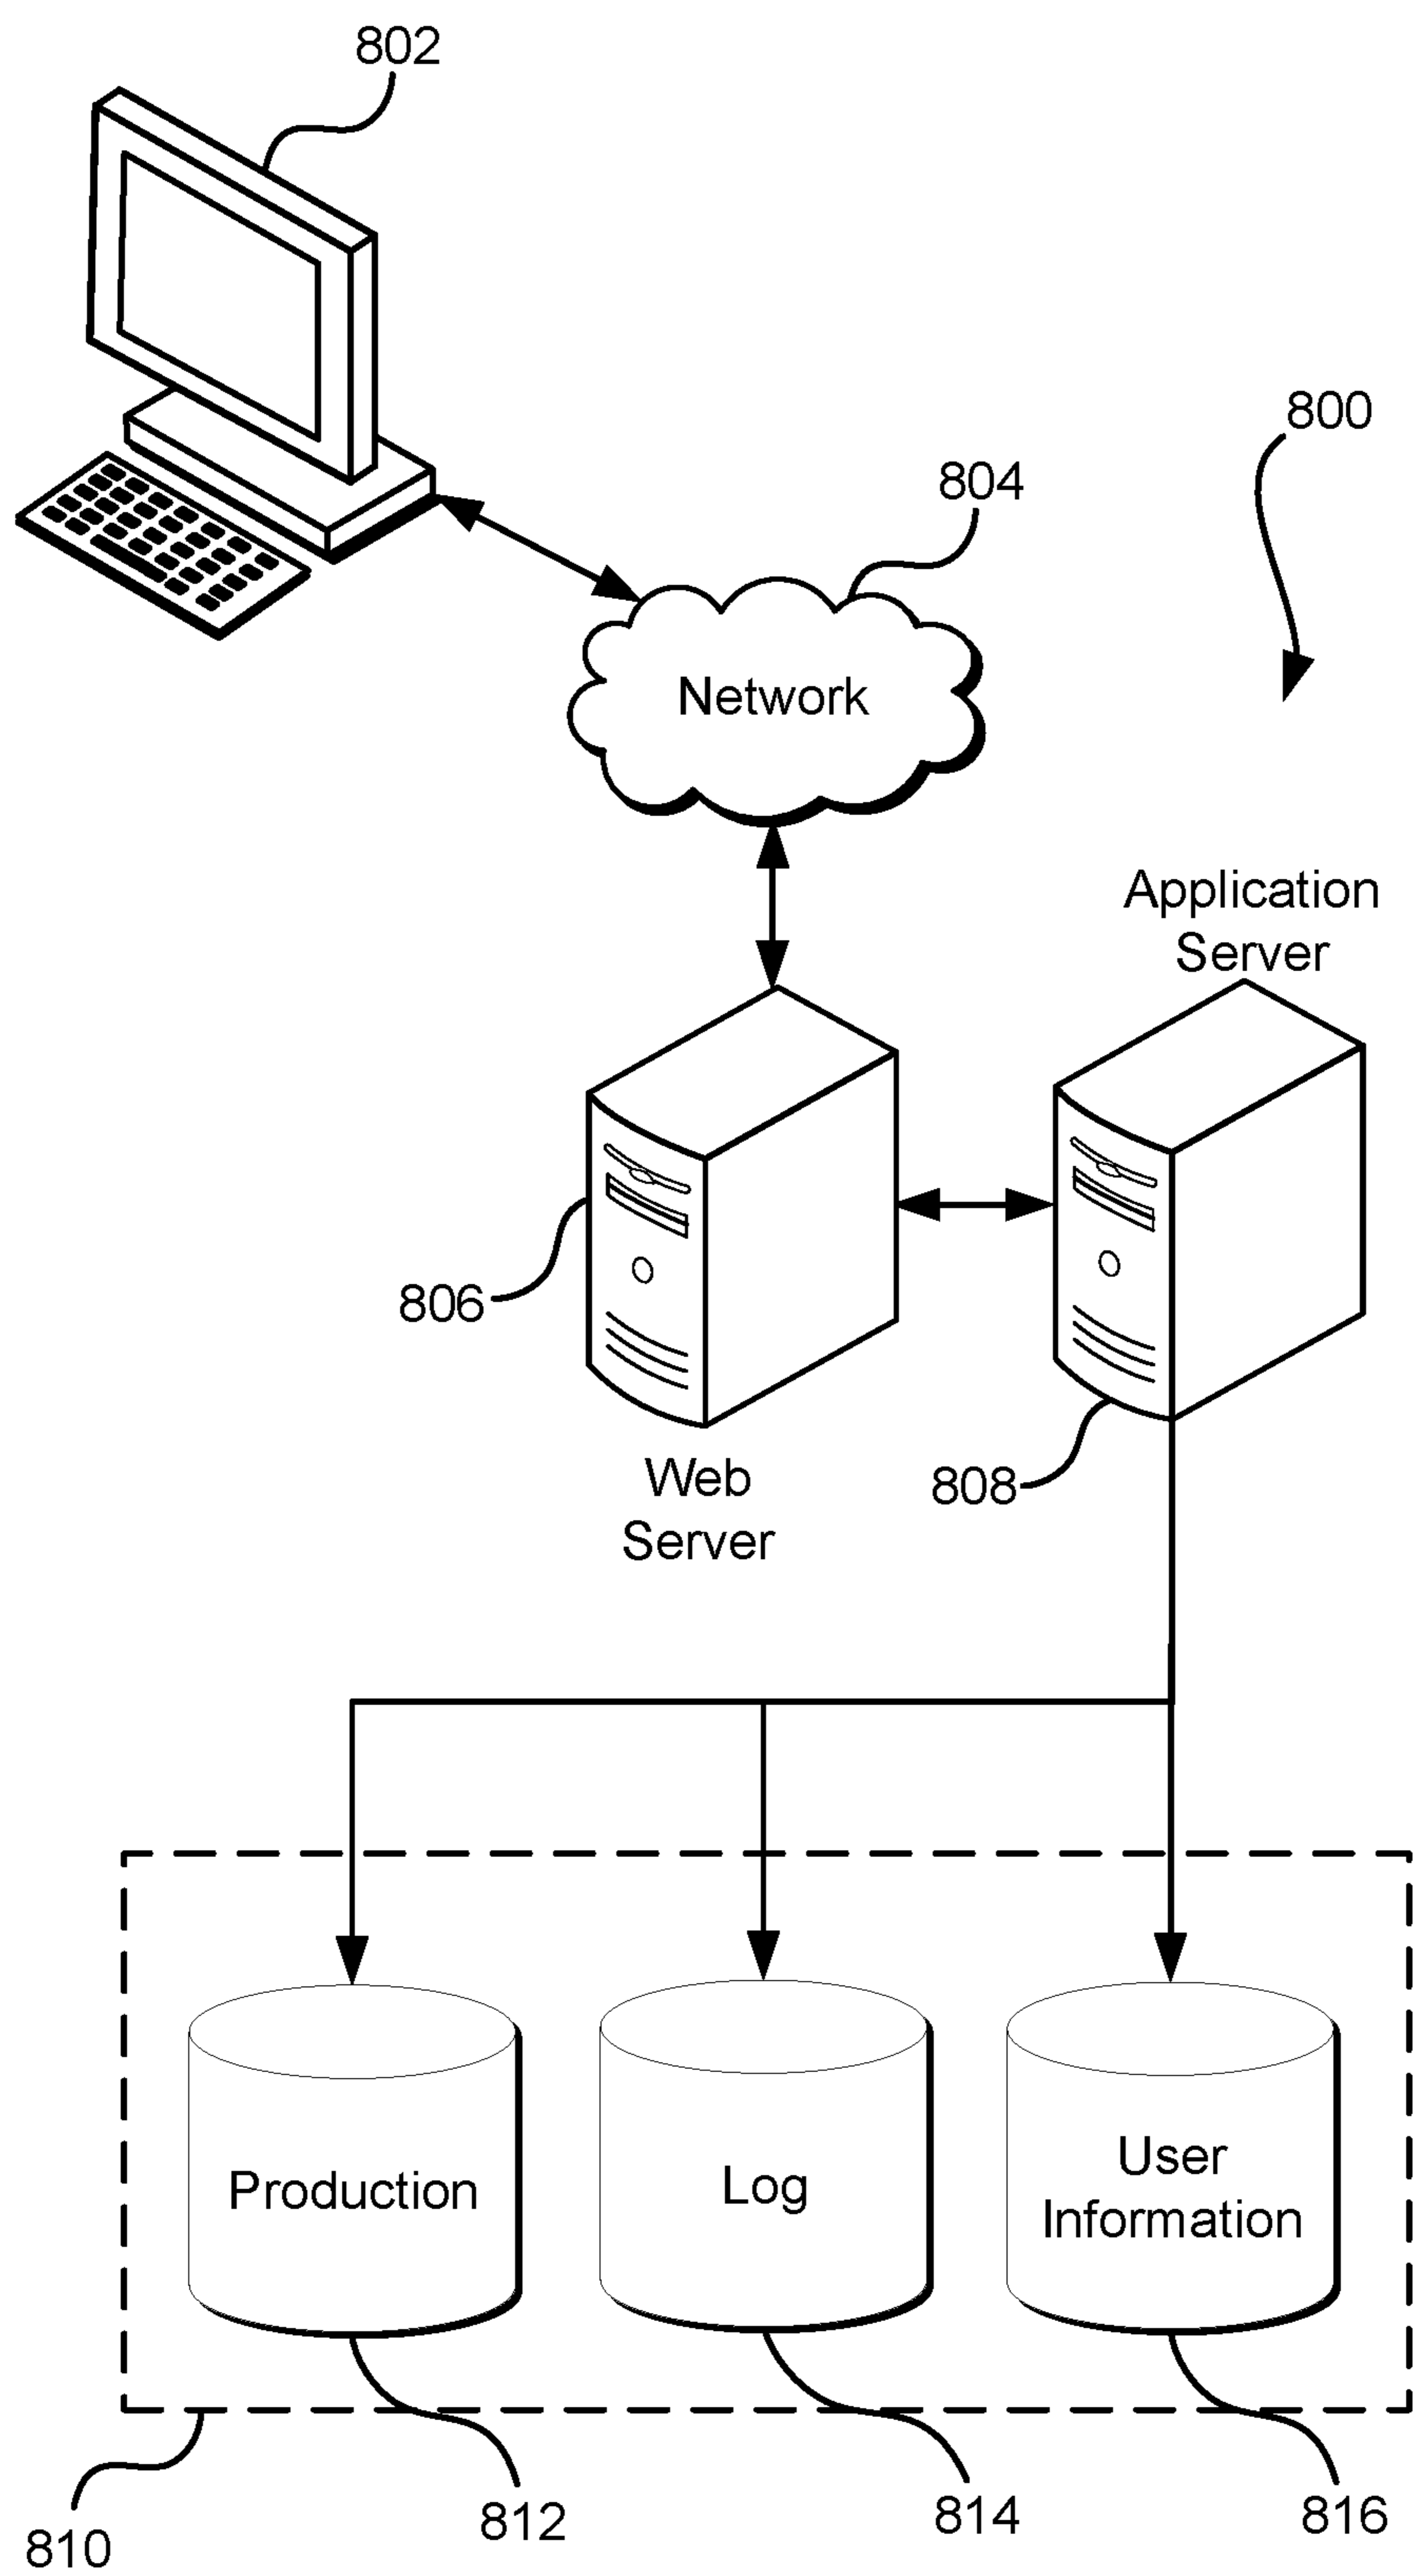 802
800
804
Network
Application
Server
806
Web
Server
808
Production
Log
User
Information
810
812
814
816